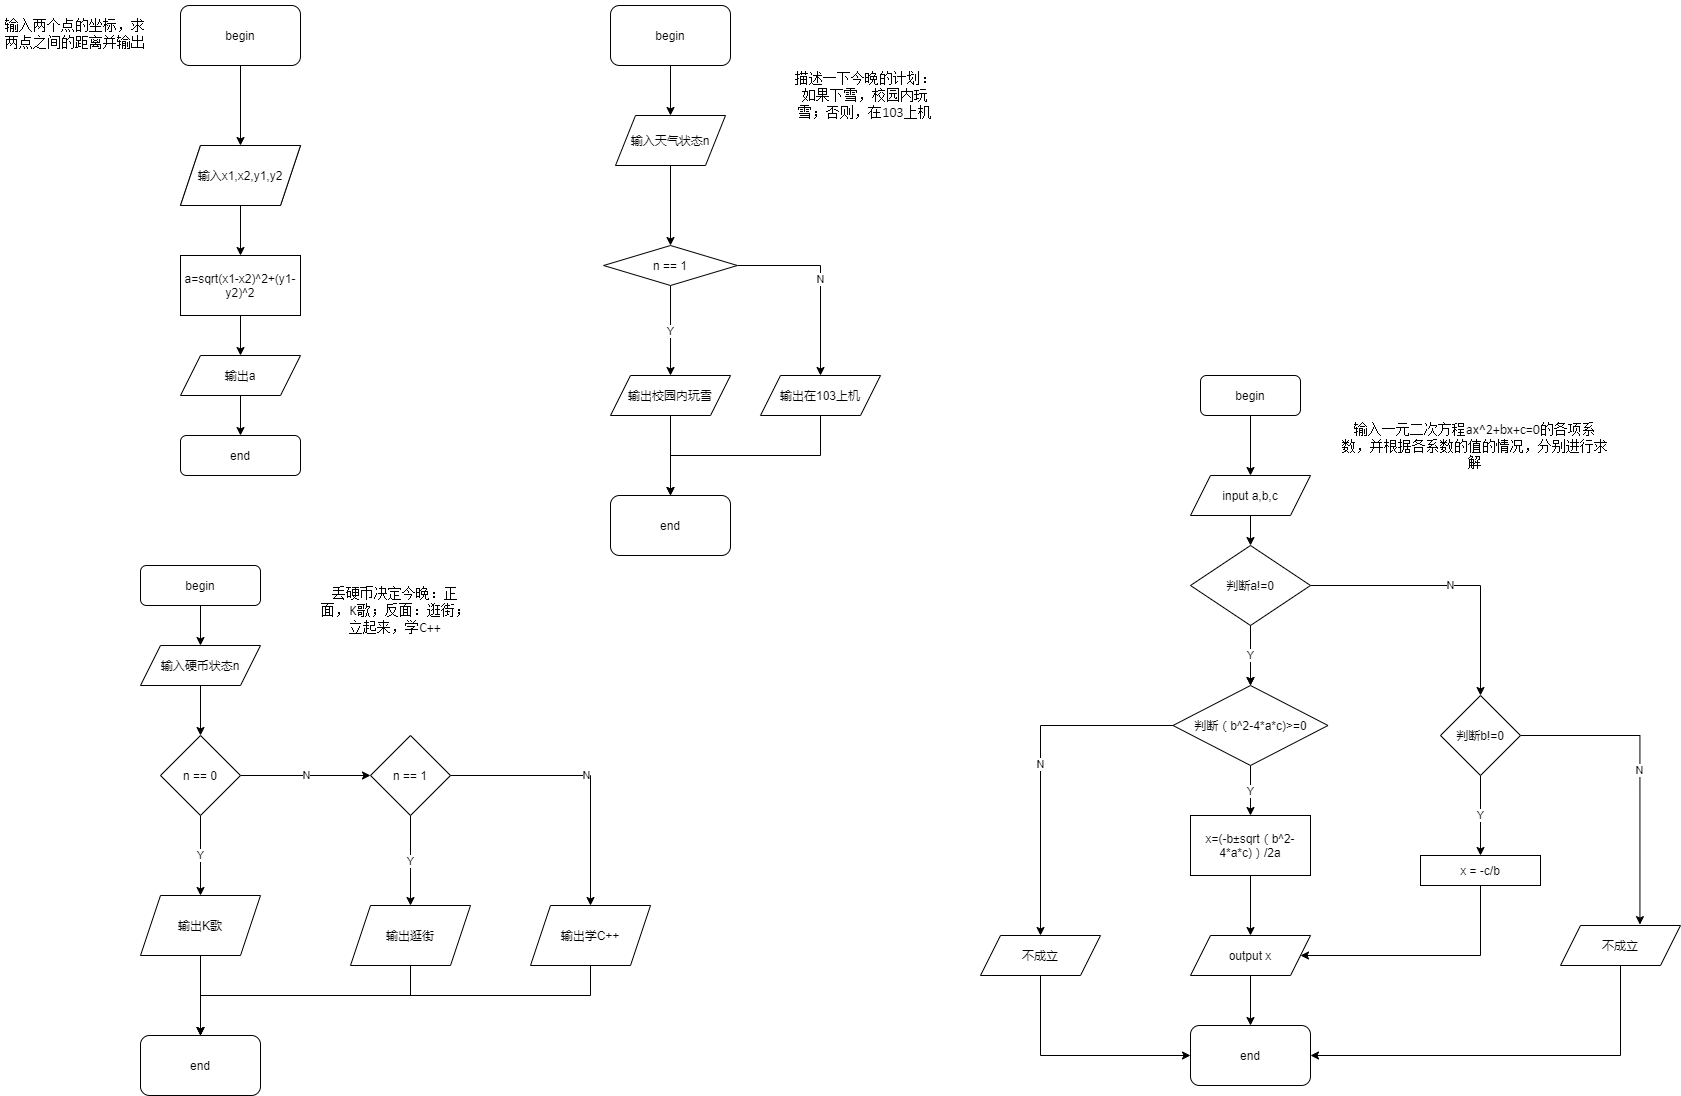 输入两个点的坐标，求
两点之间的距离并输出
begin
输入x1,x2,y1,y2
a=sqrt(x1-x2)^2+(y1-
y2)^2
输出a
end
begin
描述一下今晚的计划：
如果下雪，校园内玩
雪；否则，在103上机
输入天气状态n
n == 1
N
Y
输出校园内玩雪
输出在103上机
end
begin
丢硬币决定今晚：正
面，K歌；反面：逛街；
立起来，学C++
输入硬币状态n
n == 0
N
n == 1
N
Y
Y
输出K歌
输出逛街
输出学C++
end
begin
输入一元二次方程ax^2+bx+c=0的各项系
数，并根据各系数的值的情况，分别进行求
解
input a,b,c
判断a!=0
N
Y
判断（b^2-4*a*c)>=0
判断b!=0
N
N
Y
Y
x=(-b±sqrt（b^2-
4*a*c)）/2a
x = -c/b
不成立
output x
不成立
end